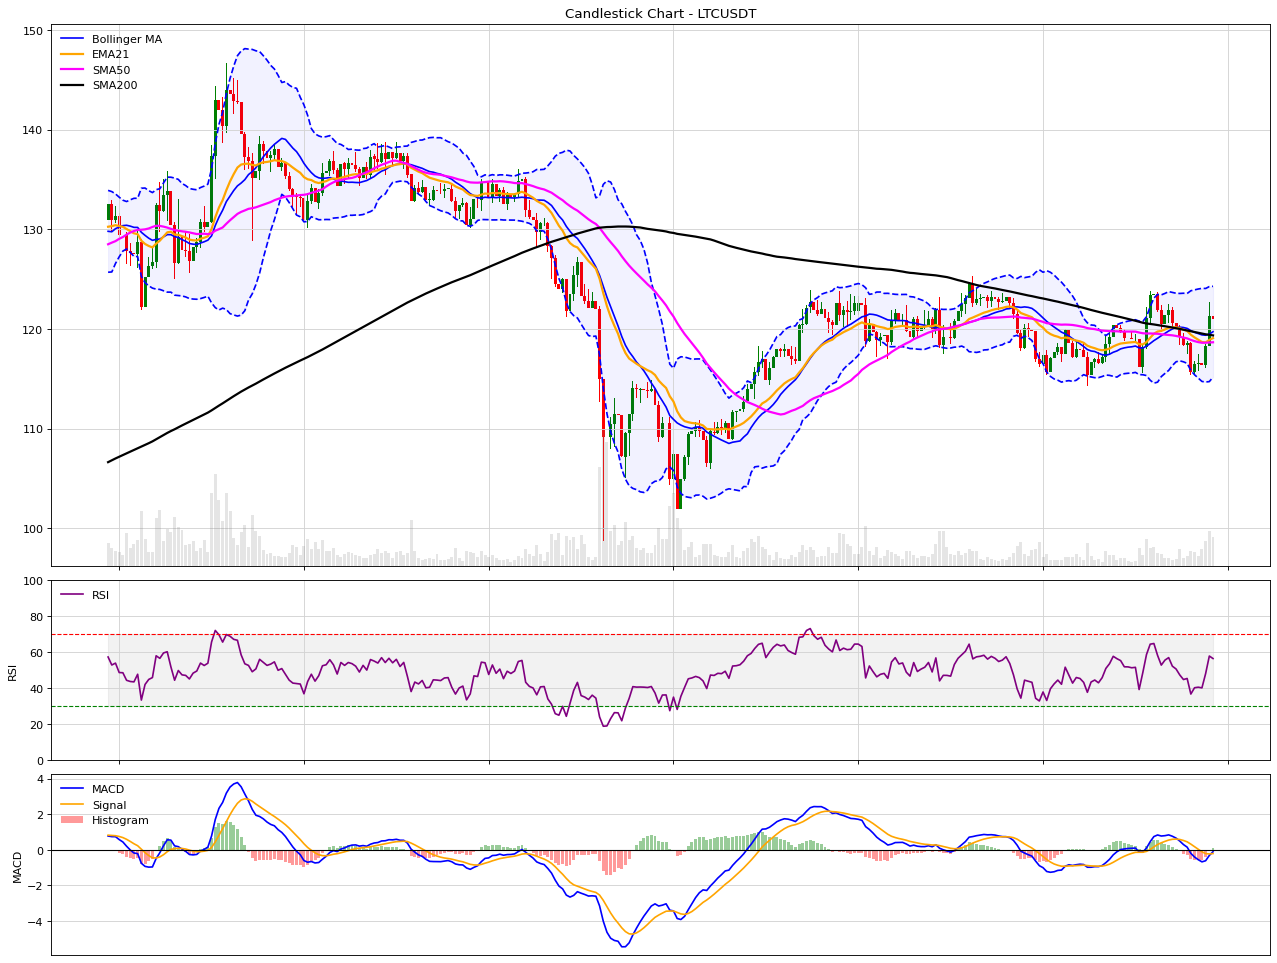 Candlestick Chart - LTCUSDT
Bollinger MA
EMA21
SMA50
SMA200
150
140
130
120
110
100
RSI
100
80
60
40
20
0
RSI
MACD
Signal
Histogram
4
2
0
−2
−4
MACD